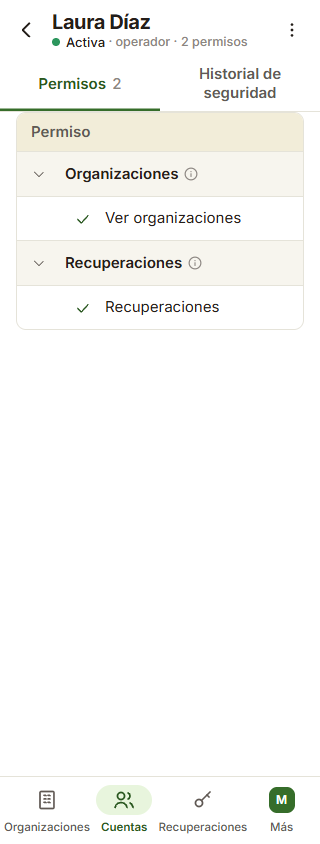 Laura Díaz
Activa · operador · 2 permisos
Permisos 2
Historial de
seguridad
Permiso
Organizaciones
Ver organizaciones
Recuperaciones
Recuperaciones
M
Organizaciones Cuentas Recuperaciones Más